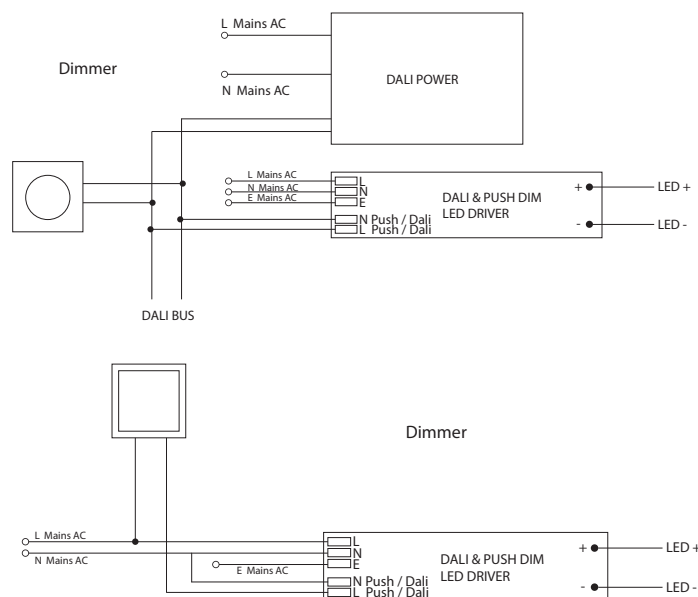 L Mains AC
Dimmer
DALI POWER
N Mains AC
L Mains AC
N Mains AC
E Mains AC
L
N
E
N Push / Dali
L Push / Dali
DALI & PUSH DIM
LED DRIVER
+
LED +
-
LED -
DALI BUS
Dimmer
L Mains AC
N Mains AC
E Mains AC
L
N
E
N Push / Dali
L Push / Dali
DALI & PUSH DIM
LED DRIVER
+
LED +
-
LED -